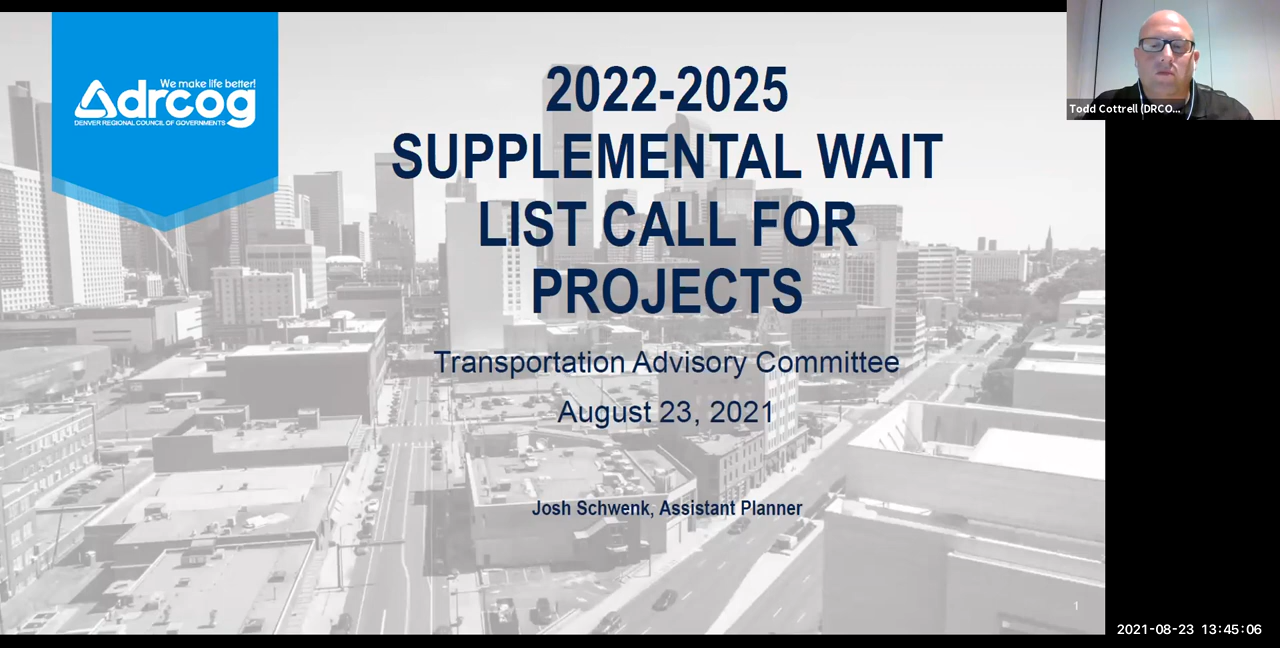 We make life better!
drcog
DENVER REGIONAL COUNCIL OF GOVERNMENTS
2022-2025
SUPPLEMENTAL WAIT
LIST CALL FOR
PROJECTS
Transportation Advisory Committee
August 23, 2021
Josh Schwenk, Assistant Planner
1
Todd Cottrell (DRCO...
2021-08-23 13:45:06